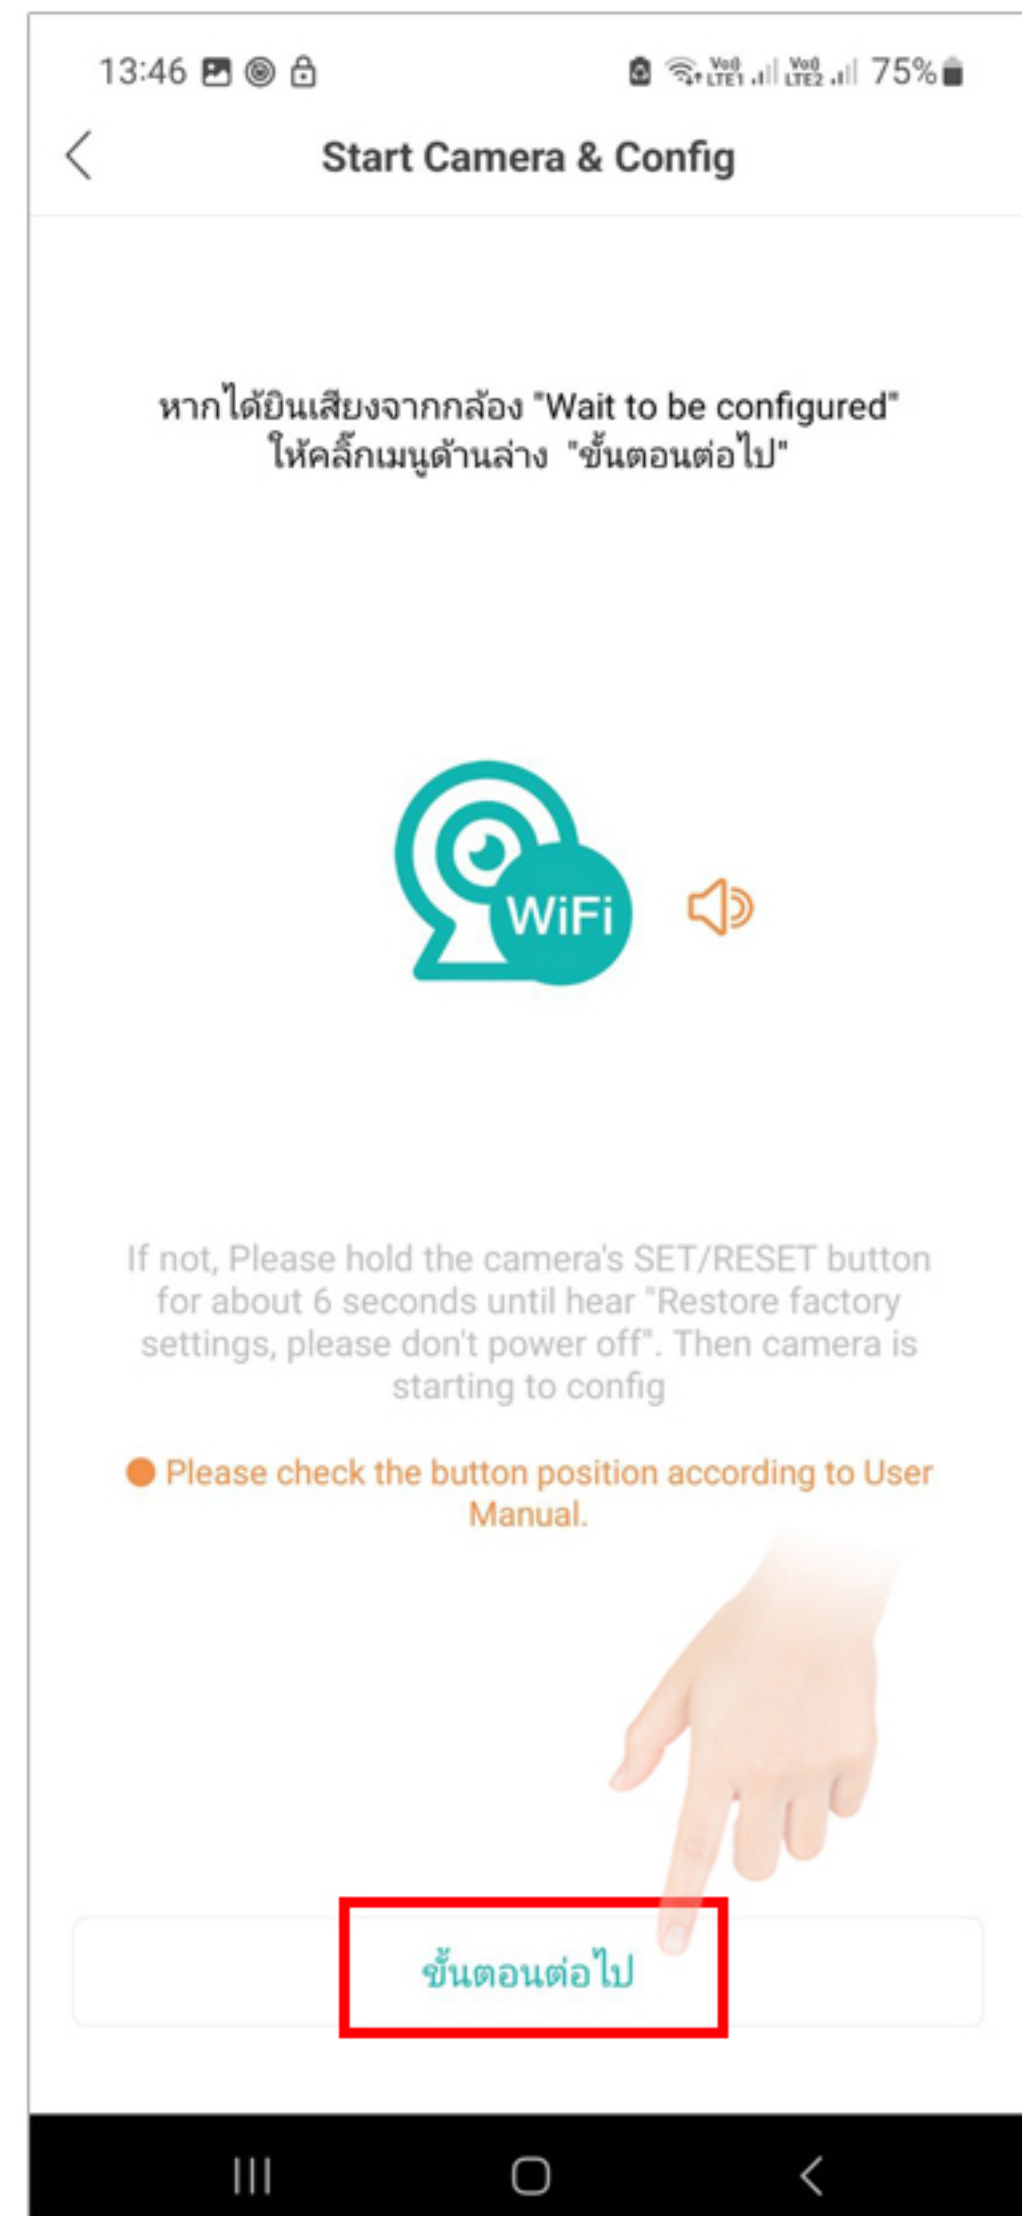 13:46
Vo) LTE1 Vo) LTE2 75%
Start Camera & Config
หากได้ยินเสียงจากกล้อง "Wait to be configured"
ให้คลิ๊กเมนูด้านล่าง "ขั้นตอนต่อไป"
WiFi
If not, Please hold the camera's SET/RESET button
for about 6 seconds until hear "Restore factory
settings, please don't power off". Then camera is
starting to config
Please check the button position according to User
Manual.
ขั้นตอนต่อไป